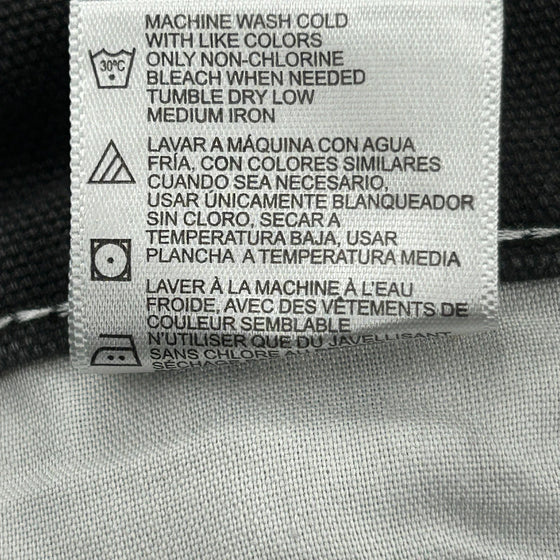 MACHINE WASH COLD
WITH LIKE COLORS
30°C ONLY NON-CHLORINE
BLEACH WHEN NEEDED
TUMBLE DRY LOW
MEDIUM IRON
LAVAR A MÁQUINA CON AGUA
FRÍA, CON COLORES SIMILARES
CUANDO SEA NECESARIO,
USAR ÚNICAMENTE BLANQUEADOR
SIN CLORO, SECAR A
TEMPERATURA BAJA, USAR
PLANCHA A TEMPERATURA MEDIA
LAVER À LA MACHINE À L'EAU
FROIDE, AVEC DES VÊTEMENTS DE
COULEUR SEMBLABLE
N'UTILISER QUE DU JAVELLISANT
SANS CHLORE AU
SÉCHAGE